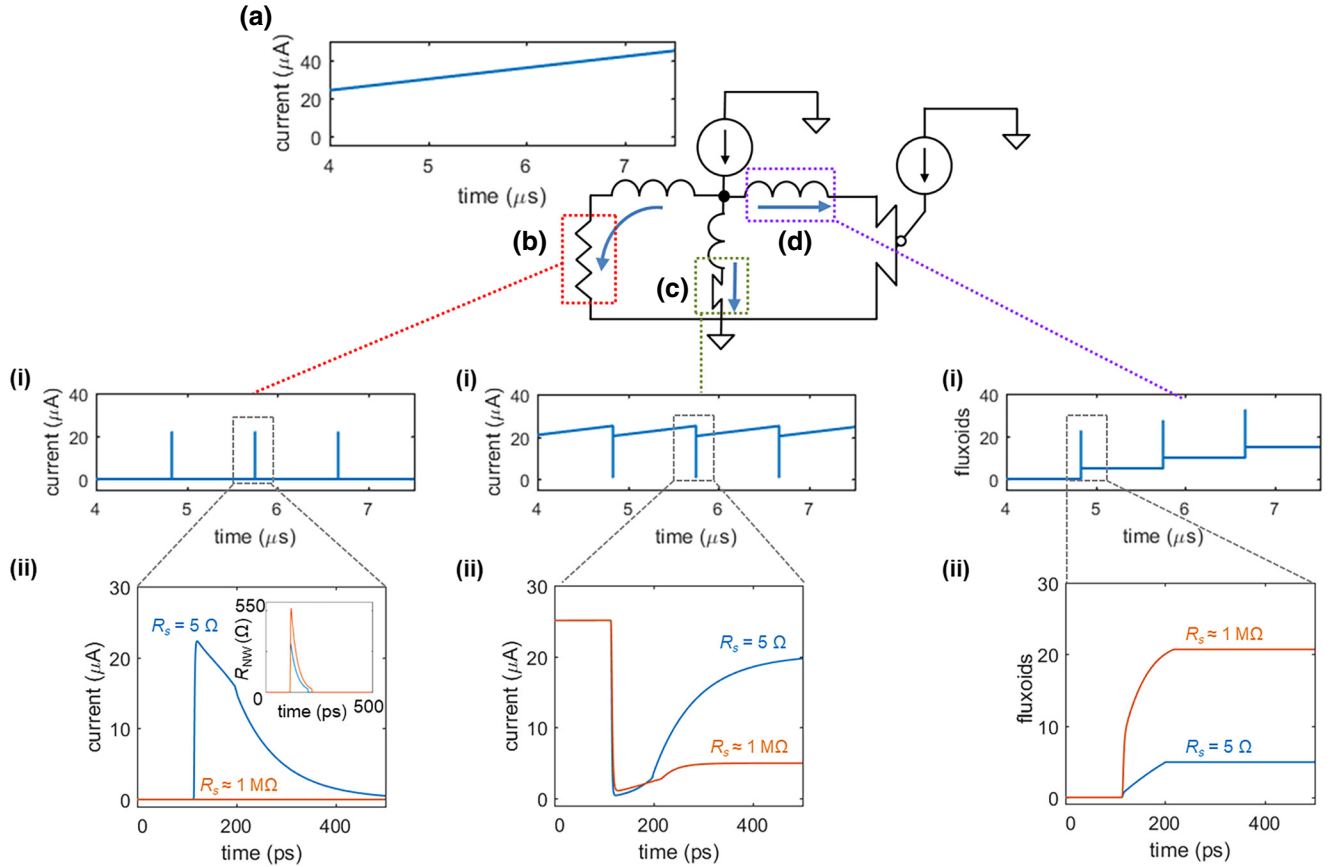 (a)
current (μA)
40
20
0
4 5 6 7
time (μs)
(b)
(c)
(d)
(i)
current (μA)
40
20
0
4 5 6 7
time (μs)
(i)
current (μA)
40
20
0
4 5 6 7
time (μs)
(i)
fluxoids
40
20
0
4 5 6 7
time (μs)
(ii)
current (μA)
30
20
10
0
0 200 400
time (ps)
Rs = 5 Ω
Rs ≈ 1 MΩ
550
RNW (Ω)
0
time (ps)
500
(ii)
current (μA)
30
20
10
0
0 200 400
time (ps)
Rs = 5 Ω
Rs ≈ 1 MΩ
(ii)
fluxoids
30
20
10
0
0 200 400
time (ps)
Rs ≈ 1 MΩ
Rs = 5 Ω